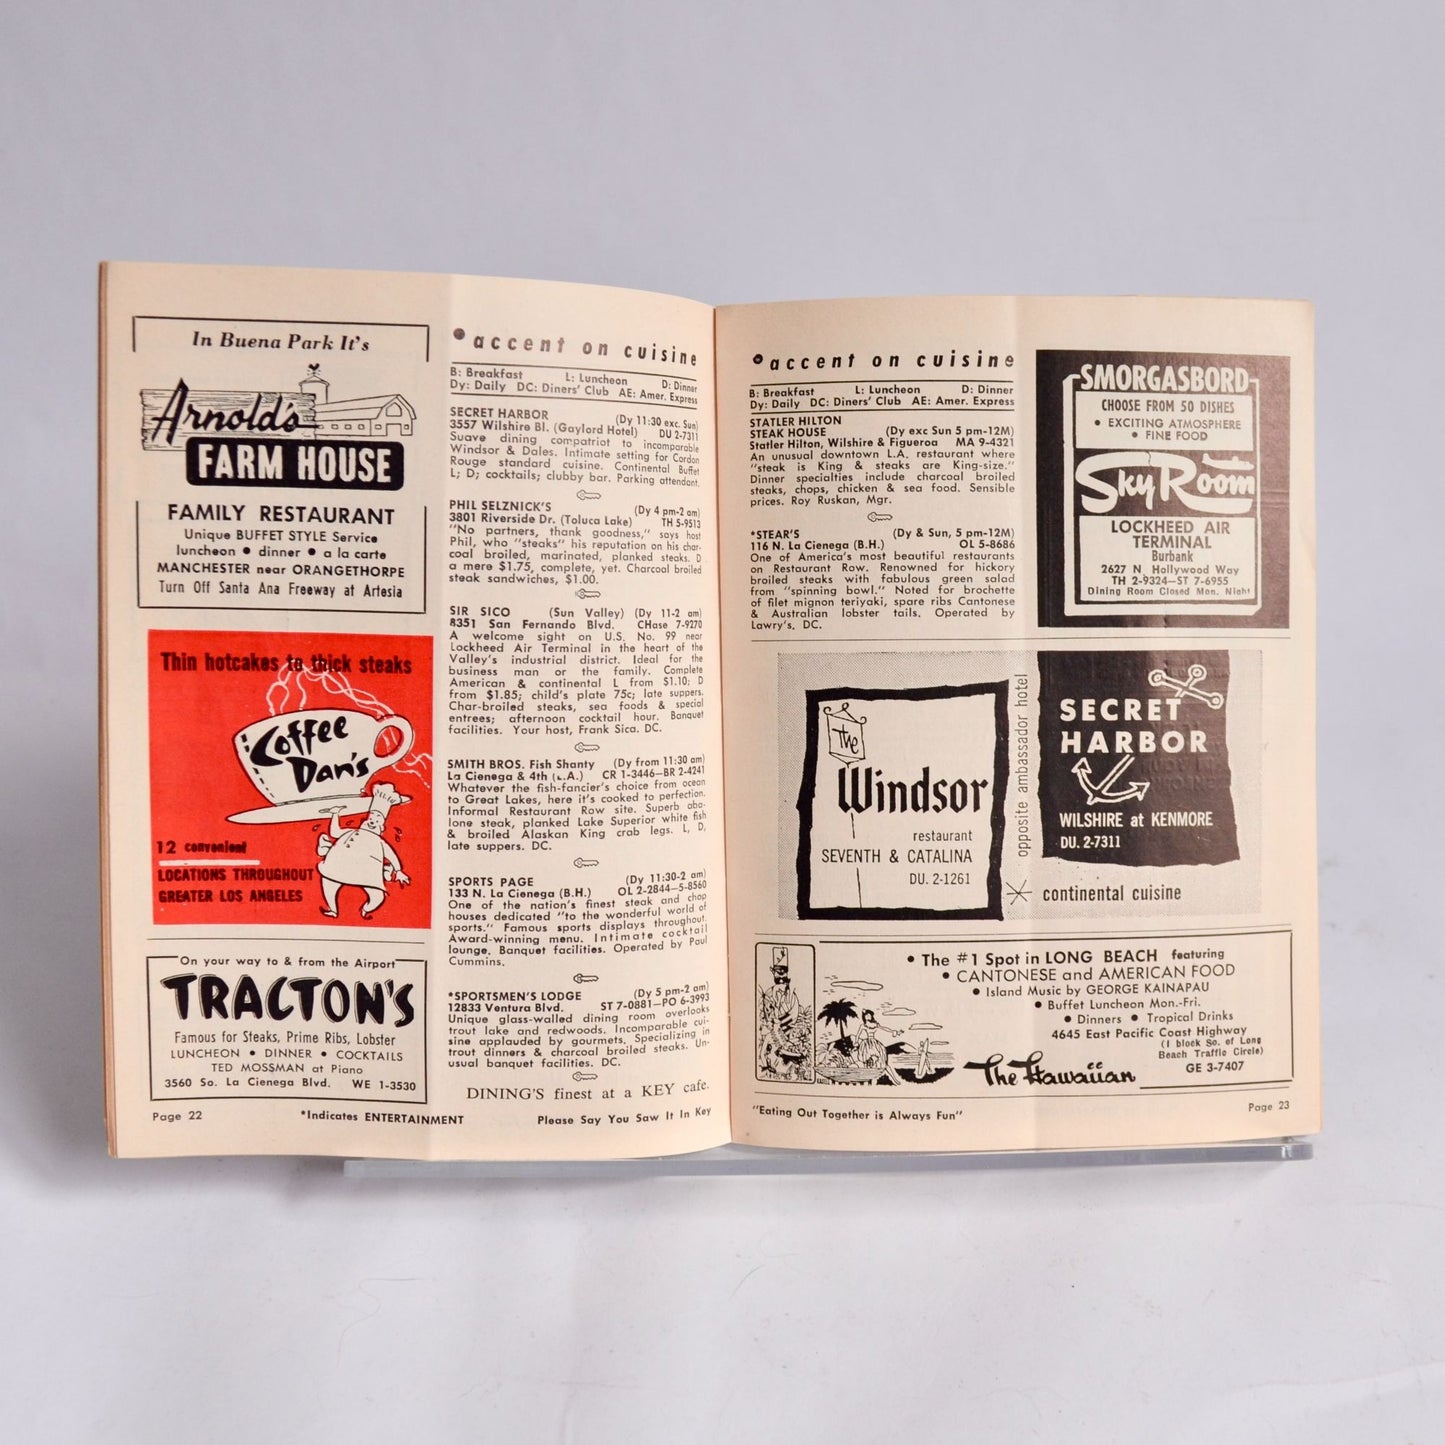 In Buena Park It's
Arnold's
FARM HOUSE
FAMILY RESTAURANT
Unique BUFFET STYLE Service
luncheon • dinner • a la carte
MANCHESTER near ORANGETHORPE
Turn Off Santa Ana Freeway at Artesia
Thin hotcakes to thick steaks
Coffee
Dan's
12 convenient
LOCATIONS THROUGHOUT
GREATER LOS ANGELES
On your way to & from the Airport
TRACTON'S
Famous for Steaks, Prime Ribs, Lobster
LUNCHEON • DINNER • COCKTAILS
TED MOSSMAN at Piano
3560 So. La Cienega Blvd. WE 1-3530
Page 22
*Indicates ENTERTAINMENT
accent on cuisine
B: Breakfast L: Luncheon D: Dinner
Dy: Daily DC: Diners' Club AE: Amer. Express
SECRET HARBOR (Dy 11:30 exc. Sun)
3557 Wilshire Bl. (Gaylord Hotel) DU 2-7311
Suave dining compatriot to incomparable
Windsor & Dales. Intimate setting for Cordon
Rouge standard cuisine. Continental Buffet
L; D; cocktails; clubby bar. Parking attendant.
PHIL SELZNICK'S (Dy 4 pm-2 am)
3801 Riverside Dr. (Toluca Lake) TH 5-9513
"No partners, thank goodness," says host
Phil, who "steaks" his reputation on his char-
coal broiled, marinated, planked steaks. D
a mere $1.75, complete, yet. Charcoal broiled
steak sandwiches, $1.00.
SIR SICO (Sun Valley) (Dy 11-2 am)
8351 San Fernando Blvd. CHase 7-9270
A welcome sight on U.S. No. 99 near
Lockheed Air Terminal in the heart of the
Valley's industrial district. Ideal for the
business man or the family. Complete
American & continental L from $1.10; D
from $1.85; child's plate 75c; late suppers.
Char-broiled steaks, sea foods & special
entrees; afternoon cocktail hour. Banquet
facilities. Your host, Frank Sica. DC.
SMITH BROS. Fish Shanty (Dy from 11:30 am)
La Cienega & 4th (L.A.) CR 1-3446—BR 2-4241
Whatever the fish-fancier's choice from ocean
to Great Lakes, here it's cooked to perfection.
Informal Restaurant Row site. Superb aba-
lone steak, planked Lake Superior white fish
& broiled Alaskan King crab legs. L, D,
late suppers. DC.
SPORTS PAGE (Dy 11:30-2 am)
133 N. La Cienega (B.H.) OL 2-2844—5-8560
One of the nation's finest steak and chop
houses dedicated "to the wonderful world of
sports." Famous sports displays throughout.
Award-winning menu. Intimate cocktail
lounge. Banquet facilities. Operated by Paul
Cummins.
*SPORTSMEN'S LODGE (Dy 5 pm-2 am)
12833 Ventura Blvd. ST 7-0881—PO 6-3993
Unique glass-walled dining room overlooks
trout lake and redwoods. Incomparable cui-
sine applauded by gourmets. Specializing in
trout dinners & charcoal broiled steaks. Un-
usual banquet facilities. DC.
DINING'S finest at a KEY cafe.
Please Say You Saw It In Key
accent on cuisine
B: Breakfast L: Luncheon D: Dinner
Dy: Daily DC: Diners' Club AE: Amer. Express
STATLER HILTON
STEAK HOUSE (Dy exc Sun 5 pm-12M)
Statler Hilton, Wilshire & Figueroa MA 9-4321
An unusual downtown L.A. restaurant where
"steak is King & steaks are King-size."
Dinner specialties include charcoal broiled
steaks, chops, chicken & sea food. Sensible
prices. Roy Ruskan, Mgr.
*STEAR'S (Dy & Sun, 5 pm-12M)
116 N. La Cienega (B.H.) OL 5-8686
One of America's most beautiful restaurants
on Restaurant Row. Renowned for hickory
broiled steaks with fabulous green salad
from "spinning bowl." Noted for brochette
of filet mignon teriyaki, spare ribs Cantonese
& Australian lobster tails. Operated by
Lawry's. DC.
SMORGASBORD
CHOOSE FROM 50 DISHES
• EXCITING ATMOSPHERE
• FINE FOOD
Sky Room
LOCKHEED AIR
TERMINAL
Burbank
2627 N. Hollywood Way
TH 2-9324—ST 7-6955
Dining Room Closed Mon. Night
the
Windsor
restaurant
SEVENTH & CATALINA
DU. 2-1261
opposite ambassador hotel
SECRET
HARBOR
WILSHIRE at KENMORE
DU. 2-7311
continental cuisine
• The #1 Spot in LONG BEACH featuring
• CANTONESE and AMERICAN FOOD
• Island Music by GEORGE KAINAPAU
• Buffet Luncheon Mon.-Fri.
• Dinners • Tropical Drinks
4645 East Pacific Coast Highway
(1 block So. of Long
Beach Traffic Circle)
GE 3-7407
The Hawaiian
"Eating Out Together is Always Fun"
Page 23